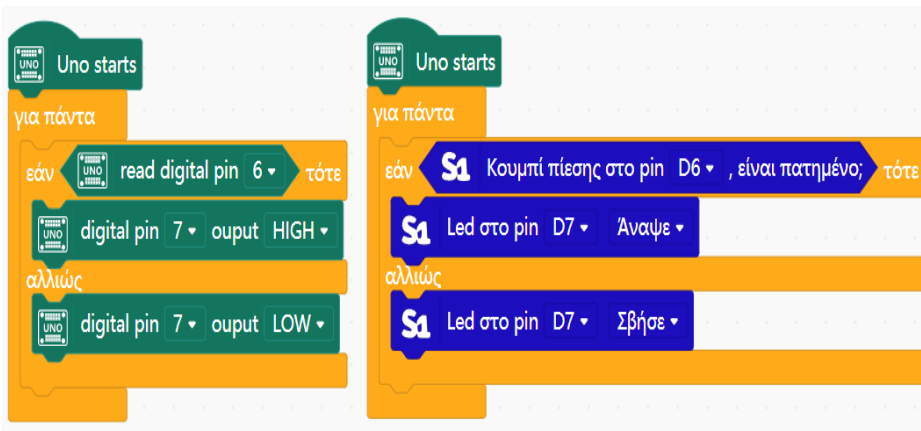 UNO Uno starts
για πάντα
εάν UNO read digital pin 6 τότε
UNO digital pin 7 ouput HIGH
αλλιώς
UNO digital pin 7 ouput LOW
UNO Uno starts
για πάντα
εάν S1 Κουμπί πίεσης στο pin D6 , είναι πατημένο; τότε
S1 Led στο pin D7 Άναψε
αλλιώς
S1 Led στο pin D7 Σβήσε